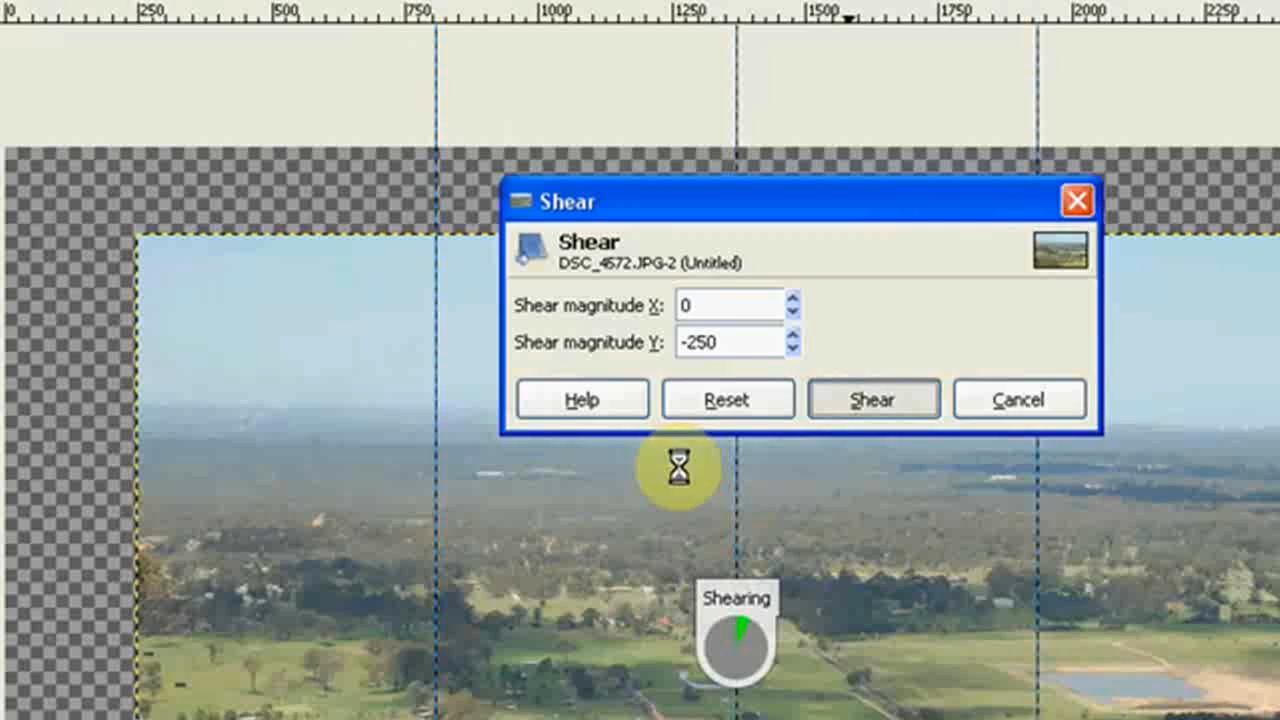 0 250 500 750 1000 1250 1500 1750 2000 2250
Shear
Shear
DSC_4572.JPG-2 (Untitled)
Shear magnitude X: 0
Shear magnitude Y: -250
Help Reset Shear Cancel
Shearing